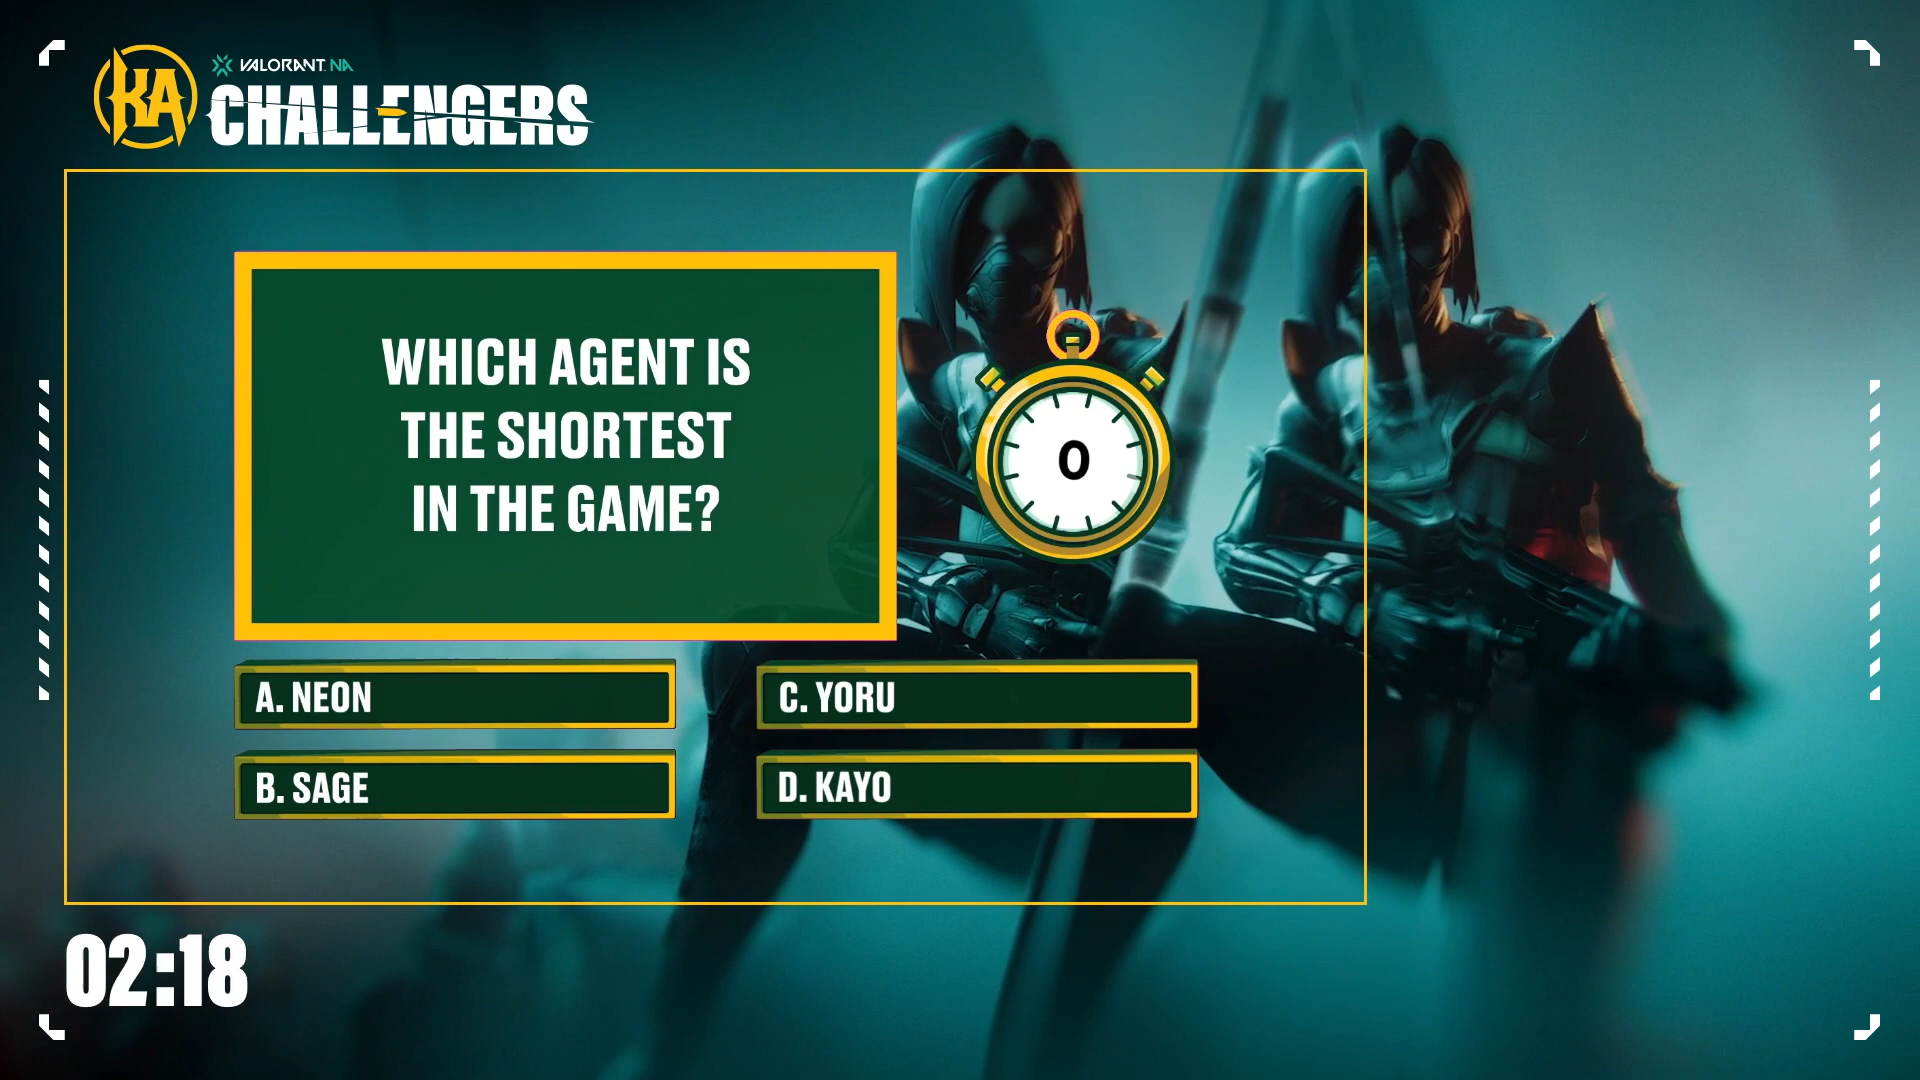 KA
VALORANT NA
CHALLENGERS
WHICH AGENT IS
THE SHORTEST
IN THE GAME?
0
A. NEON
C. YORU
B. SAGE
D. KAYO
02:18